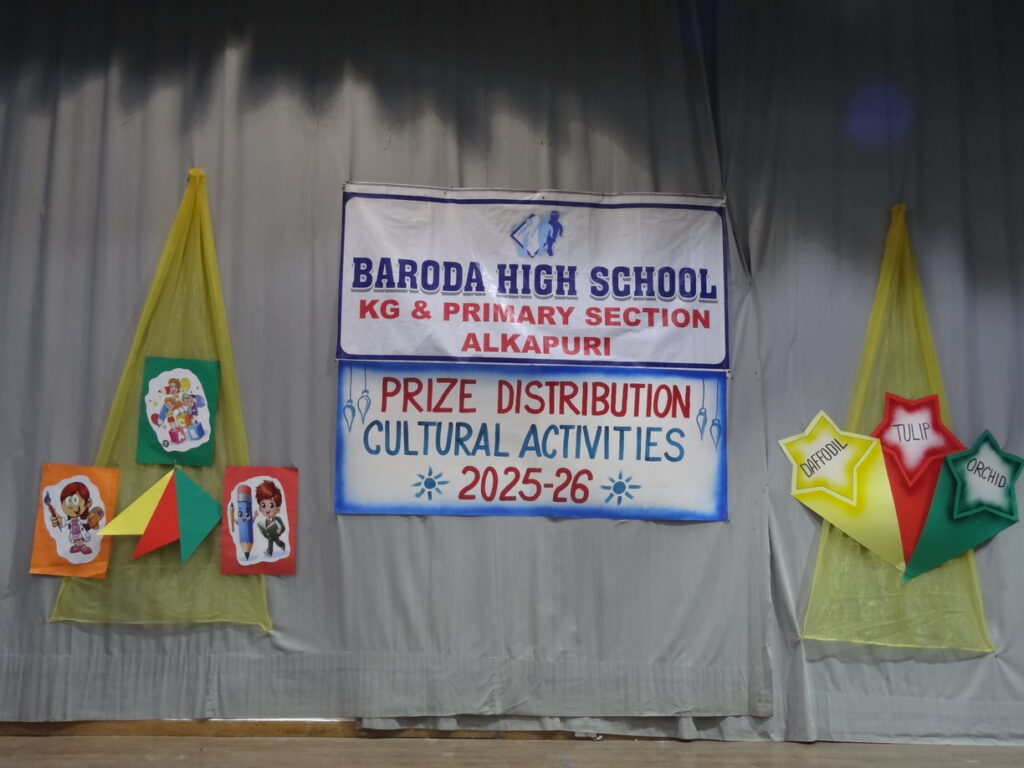 BARODA HIGH SCHOOL
KG & PRIMARY SECTION
ALKAPURI
PRIZE DISTRIBUTION
CULTURAL ACTIVITIES
2025-26
DAFFODIL
TULIP
ORCHID